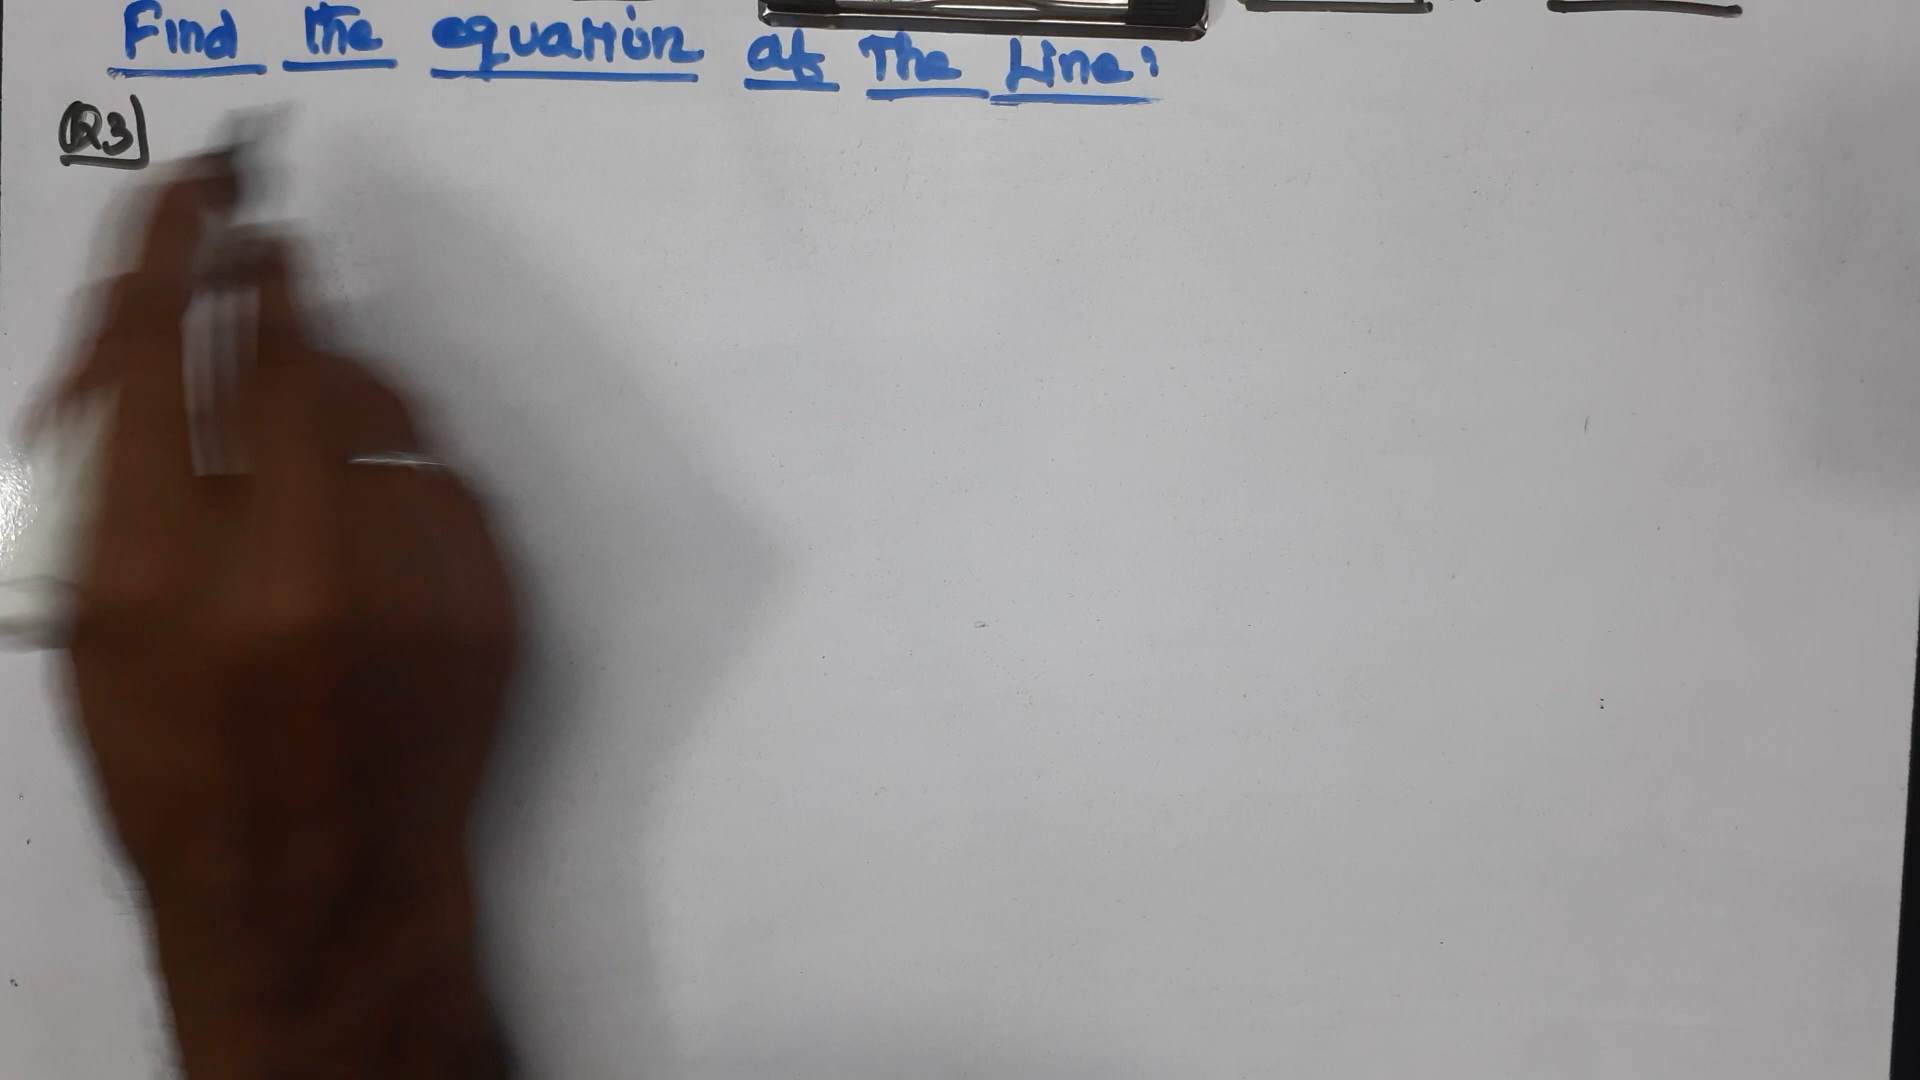 Find the equation of The Line:
Q3)